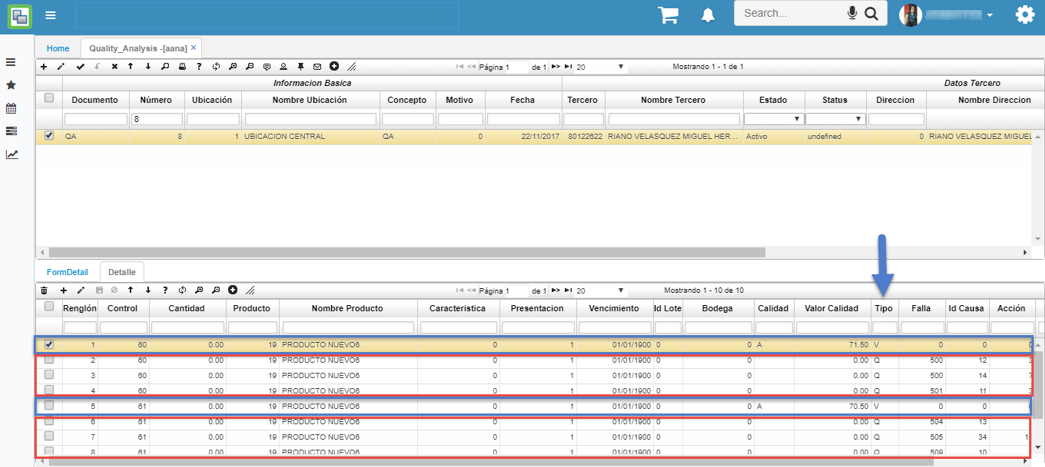 Search...
Home Quality_Analysis -[aana] ×
Página 1 de 1 20 Mostrando 1 - 1 de 1
Informacion Basica Datos Tercero
Documento Número Ubicación Nombre Ubicación Concepto Motivo Fecha Tercero Nombre Tercero Estado Status Direccion Nombre Direccion
8
QA 8 1 UBICACION CENTRAL QA 0 22/11/2017 80122622 RIANO VELASQUEZ MIGUEL HER... Activo undefined 0 RIANO VELASQUEZ MIGUEL
FormDetail Detalle
Página 1 de 1 20 Mostrando 1 - 10 de 10
Renglón Control Cantidad Producto Nombre Producto Caracteristica Presentacion Vencimiento Id Lote Bodega Calidad Valor Calidad Tipo Falla Id Causa Acción
1 60 0.00 19 PRODUCTO NUEVO6 0 1 01/01/1900 0 0 A 71.50 V 0 0
2 60 0.00 19 PRODUCTO NUEVO6 0 1 01/01/1900 0 0 0.00 Q 500 12
3 60 0.00 19 PRODUCTO NUEVO6 0 1 01/01/1900 0 0 0.00 Q 500 14
4 60 0.00 19 PRODUCTO NUEVO6 0 1 01/01/1900 0 0 0.00 Q 501 11
5 61 0.00 19 PRODUCTO NUEVO6 0 1 01/01/1900 0 0 A 70.50 V 0 0
6 61 0.00 19 PRODUCTO NUEVO6 0 1 01/01/1900 0 0 0.00 Q 504 13
7 61 0.00 19 PRODUCTO NUEVO6 0 1 01/01/1900 0 0 0.00 Q 505 34 1
8 61 0.00 19 PRODUCTO NUEVO6 0 1 01/01/1900 0 0 0.00 Q 509 10